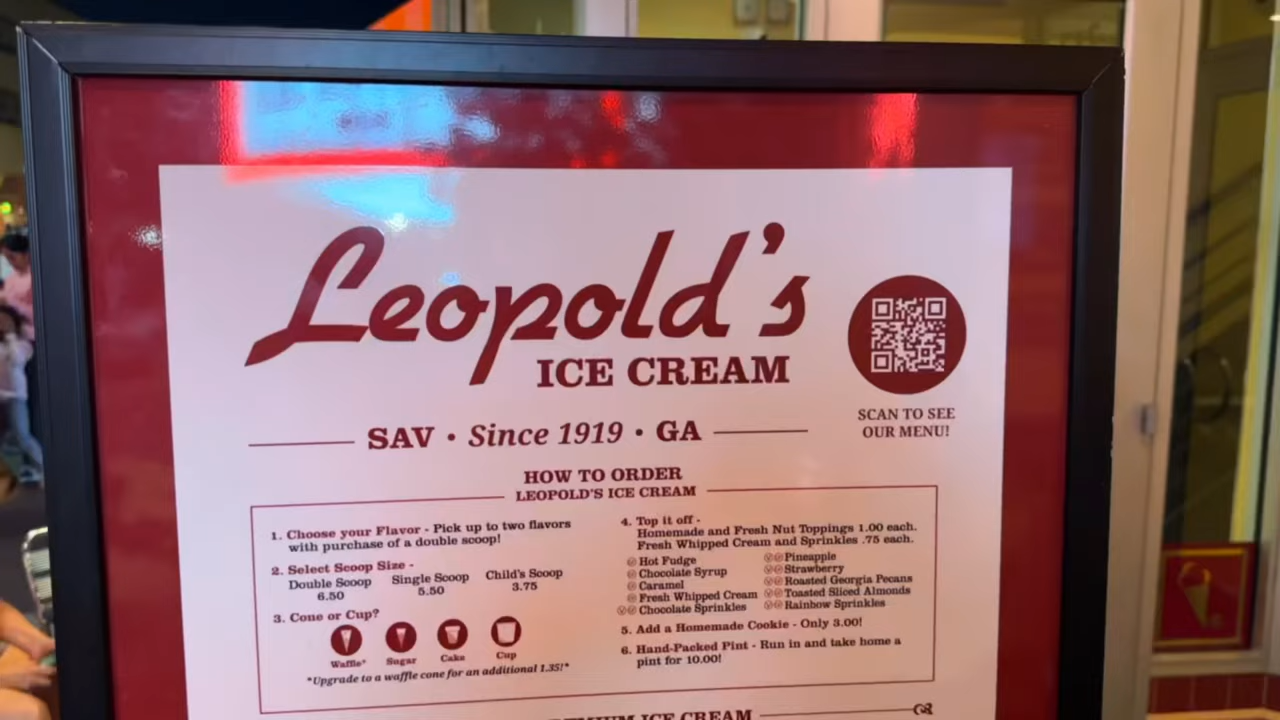 Leopold's
ICE CREAM
SCAN TO SEE
OUR MENU!
SAV • Since 1919 • GA
HOW TO ORDER
LEOPOLD'S ICE CREAM
1. Choose your Flavor - Pick up to two flavors
with purchase of a double scoop!
2. Select Scoop Size -
Double Scoop Single Scoop Child's Scoop
6.50 5.50 3.75
3. Cone or Cup?
Waffle* Sugar Cake Cup
*Upgrade to a waffle cone for an additional 1.35!*
4. Top it off -
Homemade and Fresh Nut Toppings 1.00 each.
Fresh Whipped Cream and Sprinkles .75 each.
Hot Fudge
Chocolate Syrup
Caramel
Fresh Whipped Cream
Chocolate Sprinkles
Pineapple
Strawberry
Roasted Georgia Pecans
Toasted Sliced Almonds
Rainbow Sprinkles
5. Add a Homemade Cookie - Only 3.00!
6. Hand-Packed Pint - Run in and take home a
pint for 10.00!
ICE CREAM